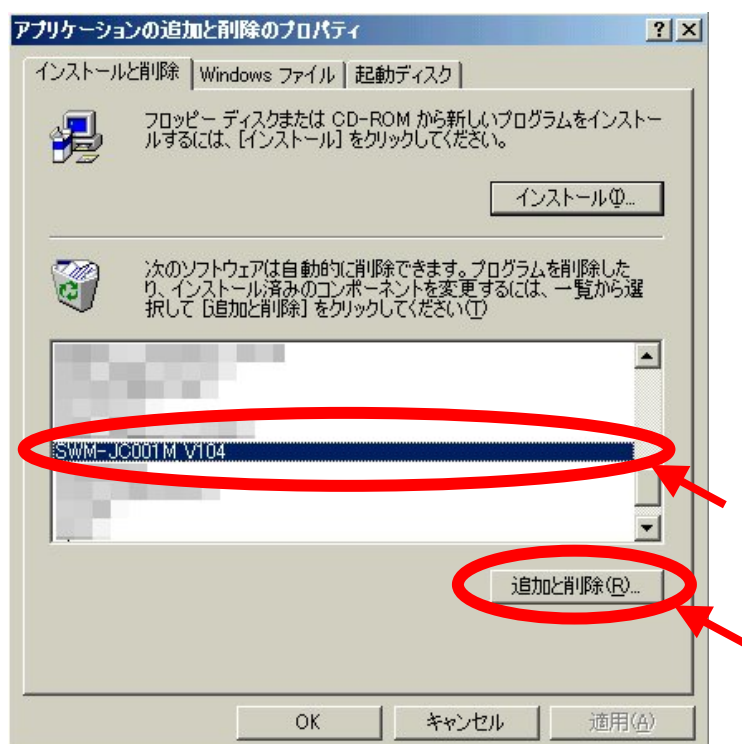 アプリケーションの追加と削除のプロパティ
インストールと削除 Windows ファイル 起動ディスク
フロッピー ディスクまたは CD-ROM から新しいプログラムをインストー
ルするには、[インストール] をクリックしてください。
インストール(I)...
次のソフトウェアは自動的に削除できます。プログラムを削除した
り、インストール済みのコンポーネントを変更するには、一覧から選
択して [追加と削除] をクリックしてください(T)
SWM-JC001M V104
追加と削除(R)...
OK キャンセル 適用(A)